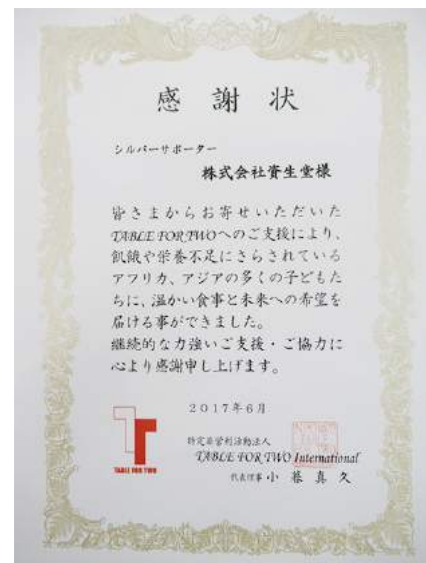 感謝状
シルバーサポーター
株式会社資生堂様
皆さまからお寄せいただいた
TABLE FOR TWOへのご支援により、
飢餓や栄養不足にさらされている
アフリカ、アジアの多くの子どもた
ちに、温かい食事と未来への希望を
届ける事ができました。
継続的な力強いご支援・ご協力に
心より感謝申し上げます。
2017年6月
特定非営利活動法人
TABLE FOR TWO International
代表理事 小暮真久
TABLE FOR TWO